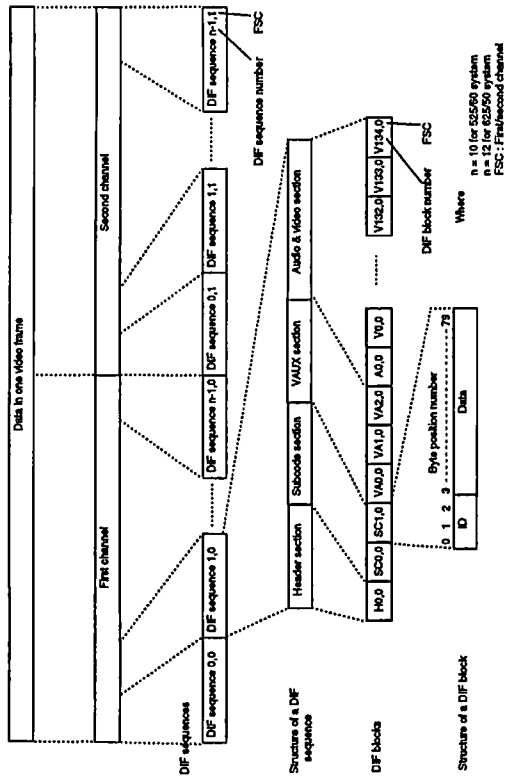 Data in one video frame
First channel
Second channel
DIF sequences
DIF sequence 0,0
DIF sequence 1,0
DIF sequence n-1,0
DIF sequence 0,1
DIF sequence 1,1
DIF sequence n-1,1
DIF sequence number
FSC
Structure of a DIF
sequence
Header section
Subcode section
VAUX section
Audio & video section
DIF blocks
H0,0
SC0,0
SC1,0
VA0,0
VA1,0
VA2,0
A0,0
V0,0
V132,0
V133,0
V134,0
DIF block number
FSC
Byte position number
0 1 2 3 79
Structure of a DIF block
ID
Data
Where
n = 10 for 525/60 system
n = 12 for 625/50 system
FSC : First/second channel